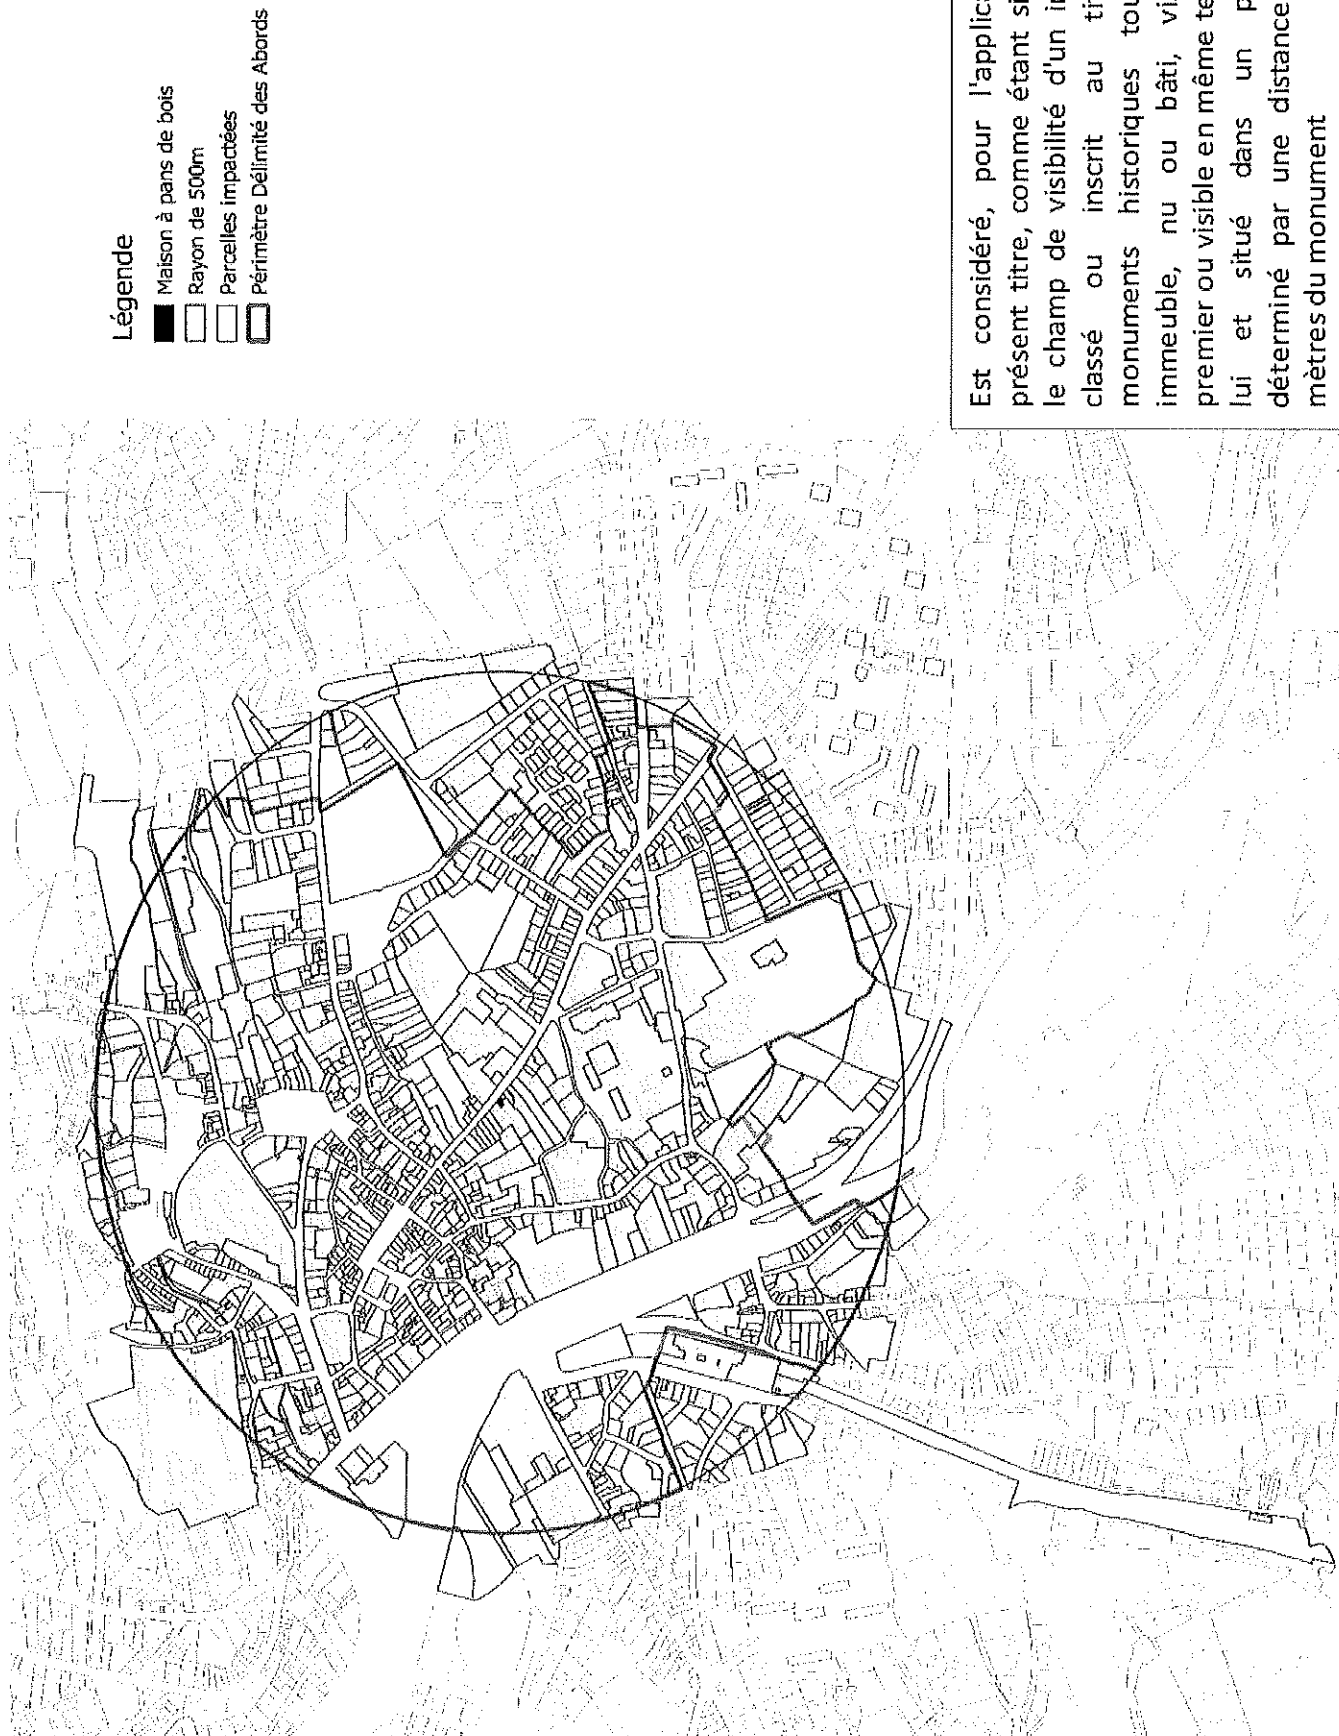 Légende
Maison à pans de bois
Rayon de 500m
Parcelles impactées
Périmètre Délimité des Abords
Est considéré, pour l'applica
présent titre, comme étant si
le champ de visibilité d'un i
classé ou inscrit au tit
monuments historiques tou
immeuble, nu ou bâti, vi
premier ou visible en même te
lui et situé dans un p
déterminé par une distance
mètres du monument